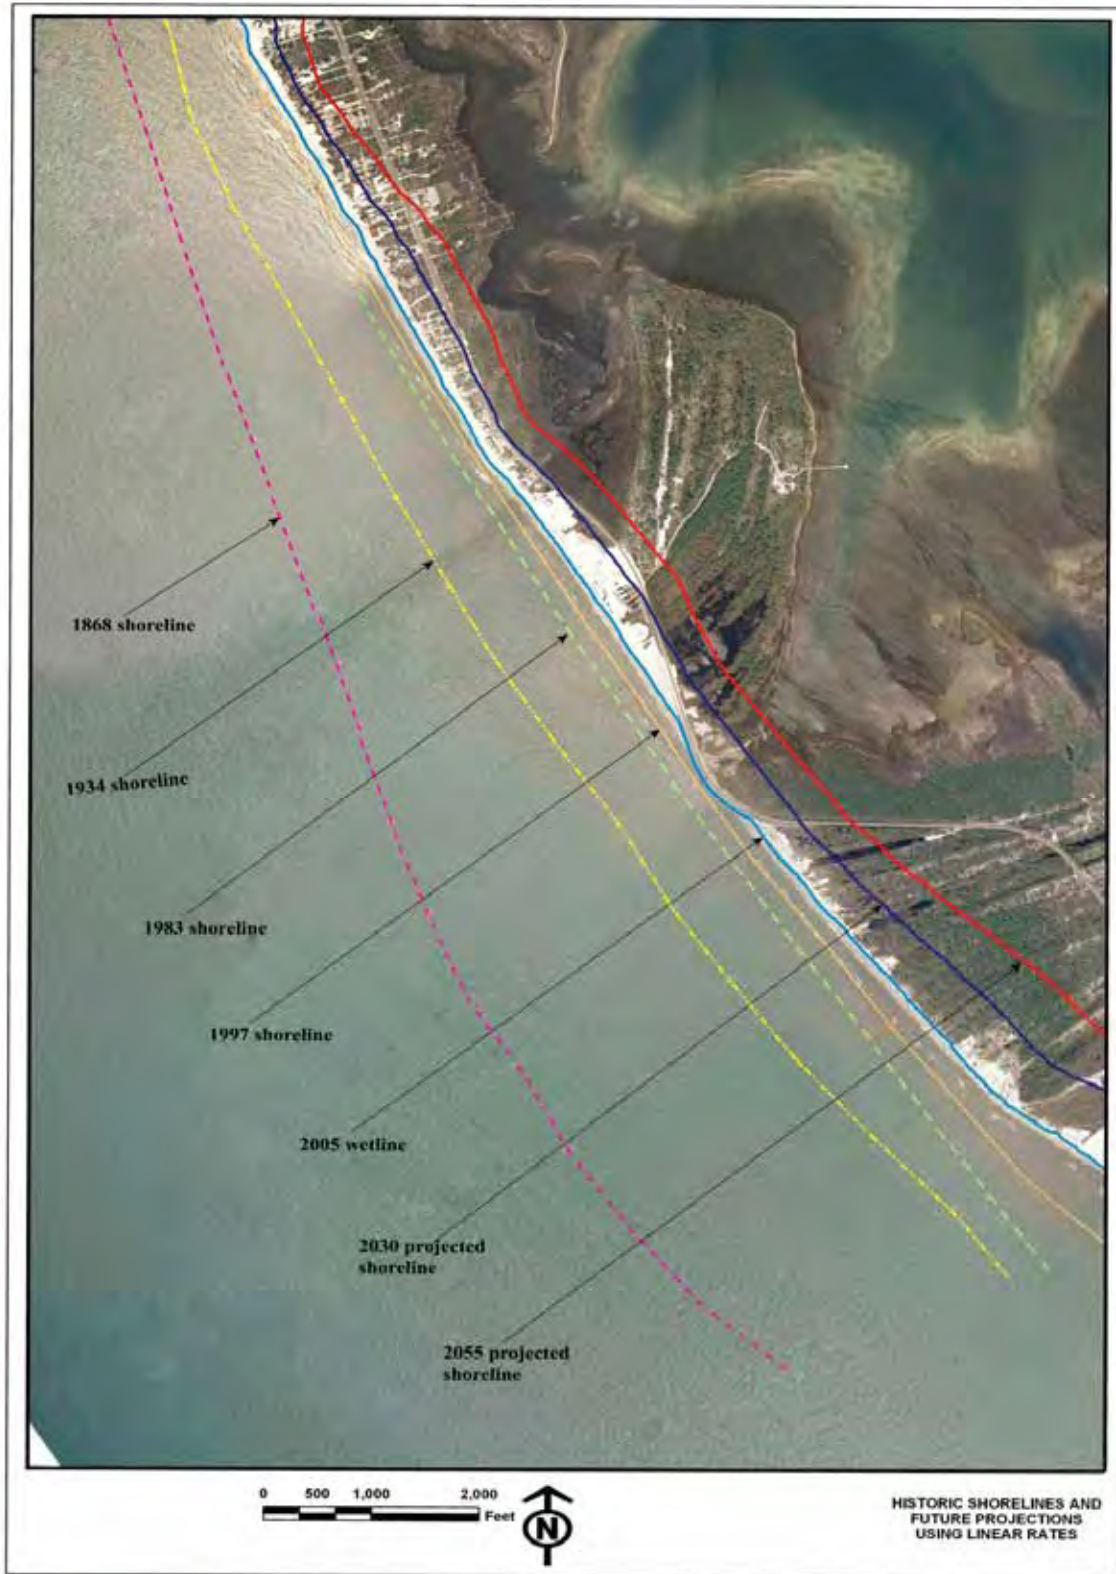 1868 shoreline
1934 shoreline
1983 shoreline
1997 shoreline
2005 wetline
2030 projected
shoreline
2055 projected
shoreline
0 500 1,000 2,000
Feet
N
HISTORIC SHORELINES AND
FUTURE PROJECTIONS
USING LINEAR RATES